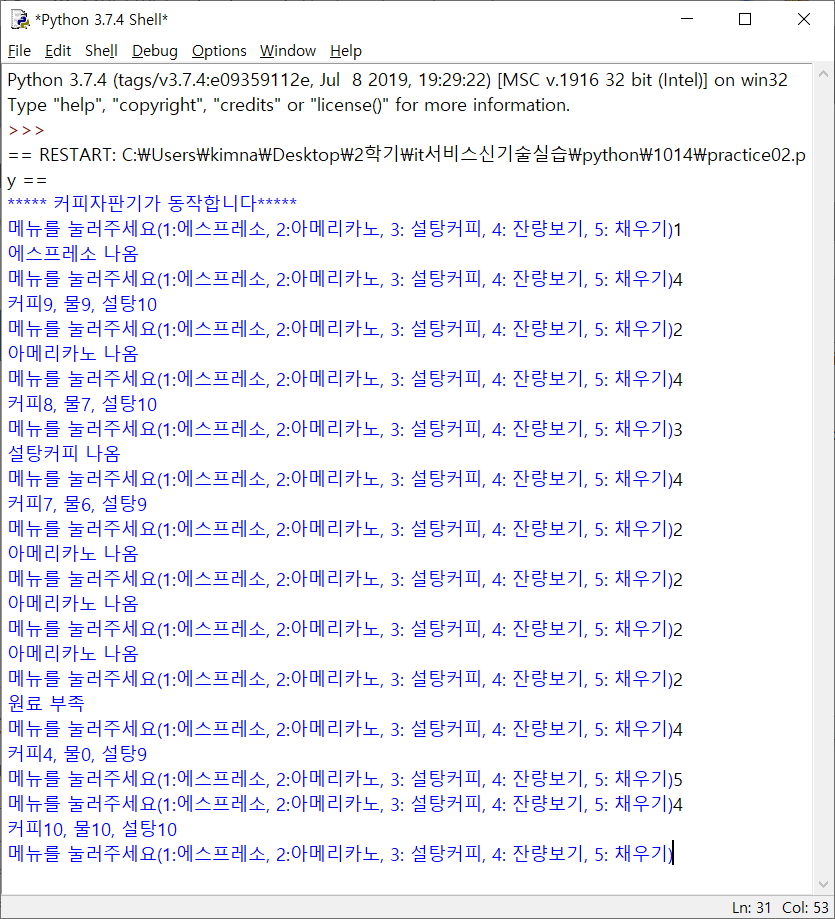 *Python 3.7.4 Shell*
File Edit Shell Debug Options Window Help
Python 3.7.4 (tags/v3.7.4:e09359112e, Jul  8 2019, 19:29:22) [MSC v.1916 32 bit (Intel)] on win32
Type "help", "copyright", "credits" or "license()" for more information.
>>>
== RESTART: C:₩Users₩kimna₩Desktop₩2학기₩it서비스신기술실습₩python₩1014₩practice02.p
y ==
***** 커피자판기가 동작합니다*****
메뉴를 눌러주세요(1:에스프레소, 2:아메리카노, 3: 설탕커피, 4: 잔량보기, 5: 채우기)1
에스프레소 나옴
메뉴를 눌러주세요(1:에스프레소, 2:아메리카노, 3: 설탕커피, 4: 잔량보기, 5: 채우기)4
커피9, 물9, 설탕10
메뉴를 눌러주세요(1:에스프레소, 2:아메리카노, 3: 설탕커피, 4: 잔량보기, 5: 채우기)2
아메리카노 나옴
메뉴를 눌러주세요(1:에스프레소, 2:아메리카노, 3: 설탕커피, 4: 잔량보기, 5: 채우기)4
커피8, 물7, 설탕10
메뉴를 눌러주세요(1:에스프레소, 2:아메리카노, 3: 설탕커피, 4: 잔량보기, 5: 채우기)3
설탕커피 나옴
메뉴를 눌러주세요(1:에스프레소, 2:아메리카노, 3: 설탕커피, 4: 잔량보기, 5: 채우기)4
커피7, 물6, 설탕9
메뉴를 눌러주세요(1:에스프레소, 2:아메리카노, 3: 설탕커피, 4: 잔량보기, 5: 채우기)2
아메리카노 나옴
메뉴를 눌러주세요(1:에스프레소, 2:아메리카노, 3: 설탕커피, 4: 잔량보기, 5: 채우기)2
아메리카노 나옴
메뉴를 눌러주세요(1:에스프레소, 2:아메리카노, 3: 설탕커피, 4: 잔량보기, 5: 채우기)2
아메리카노 나옴
메뉴를 눌러주세요(1:에스프레소, 2:아메리카노, 3: 설탕커피, 4: 잔량보기, 5: 채우기)2
원료 부족
메뉴를 눌러주세요(1:에스프레소, 2:아메리카노, 3: 설탕커피, 4: 잔량보기, 5: 채우기)4
커피4, 물0, 설탕9
메뉴를 눌러주세요(1:에스프레소, 2:아메리카노, 3: 설탕커피, 4: 잔량보기, 5: 채우기)5
메뉴를 눌러주세요(1:에스프레소, 2:아메리카노, 3: 설탕커피, 4: 잔량보기, 5: 채우기)4
커피10, 물10, 설탕10
메뉴를 눌러주세요(1:에스프레소, 2:아메리카노, 3: 설탕커피, 4: 잔량보기, 5: 채우기)
Ln: 31 Col: 53